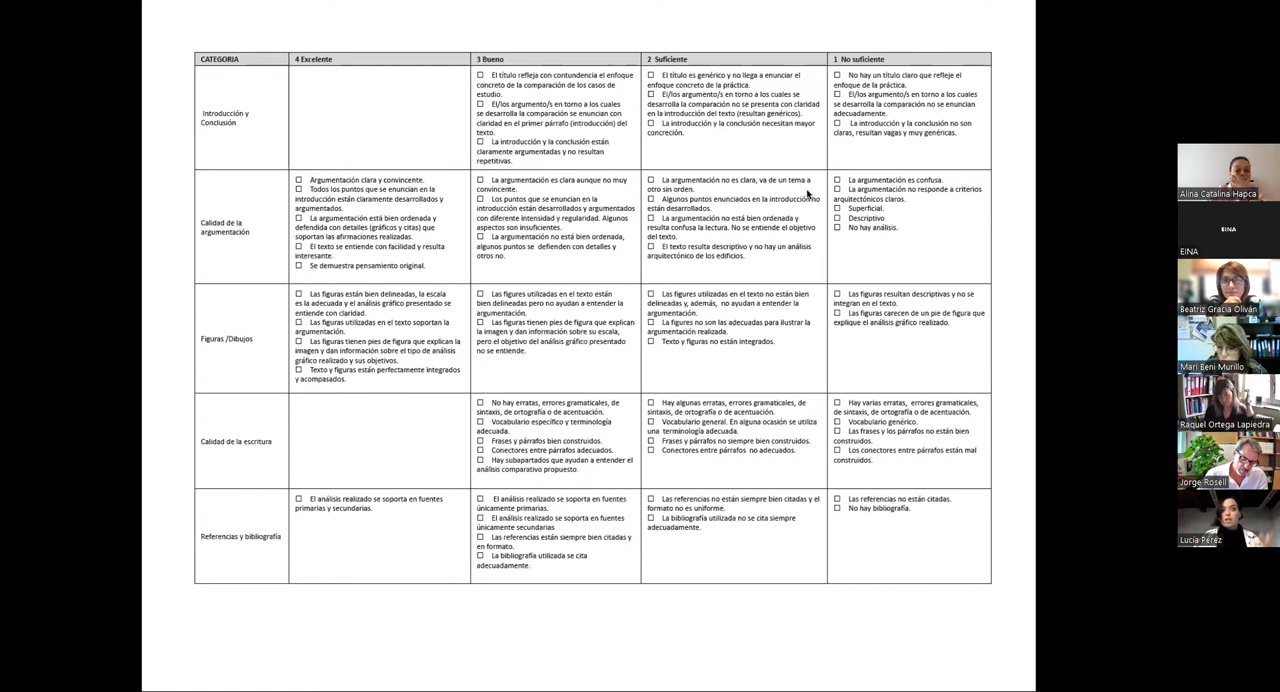 CATEGORIA
4 Excelente
3 Bueno
2 Suficiente
1 No suficiente
Introducción y
Conclusión
☐ El título refleja con contundencia el enfoque
concreto de la comparación de los casos de
estudio.
☐ El/los argumento/s en torno a los cuales
se desarrolla la comparación se enuncian con
claridad en el primer párrafo (introducción) del
texto.
☐ La introducción y la conclusión están
claramente argumentadas y no resultan
repetitivas.
☐ El título es genérico y no llega a enunciar el
enfoque concreto de la práctica.
☐ El/los argumento/s en torno a los cuales se
desarrolla la comparación no se presenta con claridad
en la introducción del texto (resultan genéricos).
☐ La introducción y la conclusión necesitan mayor
concreción.
☐ No hay un título claro que refleje el
enfoque de la práctica.
☐ El/los argumento/s en torno a los cuales
se desarrolla la comparación no se enuncian
adecuadamente.
☐ La introducción y la conclusión no son
claras, resultan vagas y muy genéricas.
Calidad de la
argumentación
☐ Argumentación clara y convincente.
☐ Todos los puntos que se enuncian en la
introducción están claramente desarrollados y
argumentados.
☐ La argumentación está bien ordenada y
defendida con detalles (gráficos y citas) que
soportan las afirmaciones realizadas.
☐ El texto se entiende con facilidad y resulta
interesante.
☐ Se demuestra pensamiento original.
☐ La argumentación es clara aunque no muy
convincente.
☐ Los puntos que se enuncian en la
introducción están desarrollados y argumentados
con diferente intensidad y regularidad. Algunos
aspectos son insuficientes.
☐ La argumentación no está bien ordenada,
algunos puntos se defienden con detalles y
otros no.
☐ La argumentación no es clara, va de un tema a
otro sin orden.
☐ Algunos puntos enunciados en la introducción no
están desarrollados.
☐ La argumentación no está bien ordenada y
resulta confusa la lectura. No se entiende el objetivo
del texto.
☐ El texto resulta descriptivo y no hay un análisis
arquitectónico de los edificios.
☐ La argumentación es confusa.
☐ La argumentación no responde a criterios
arquitectónicos claros.
☐ Superficial.
☐ Descriptivo
☐ No hay análisis.
Figuras /Dibujos
☐ Las figuras están bien delineadas, la escala
es la adecuada y el análisis gráfico presentado se
entiende con claridad.
☐ Las figuras utilizadas en el texto soportan la
argumentación.
☐ Las figuras tienen pies de figura que explican la
imagen y dan información sobre el tipo de análisis
gráfico realizado y sus objetivos.
☐ Texto y figuras están perfectamente integrados
y acompasados.
☐ Las figures utilizadas en el texto están
bien delineadas pero no ayudan a entender la
argumentación.
☐ Las figuras tienen pies de figura que explican
la imagen y dan información sobre su escala,
pero el objetivo del análisis gráfico presentado
no se entiende.
☐ Las figures utilizadas en el texto no están bien
delineadas y, además, no ayudan a entender la
argumentación.
☐ La figures no son las adecuadas para ilustrar la
argumentación realizada.
☐ Texto y figuras no están integrados.
☐ Las figuras resultan descriptivas y no se
integran en el texto.
☐ Las figuras carecen de un pie de figura que
explique el análisis gráfico realizado.
Calidad de la escritura
☐ No hay erratas, errores gramaticales, de
sintaxis, de ortografía o de acentuación.
☐ Vocabulario específico y terminología
adecuada.
☐ Frases y párrafos bien construidos.
☐ Conectores entre párrafos adecuados.
☐ Hay subapartados que ayudan a entender el
análisis comparativo propuesto.
☐ Hay algunas erratas, errores gramaticales, de
sintaxis, de ortografía o de acentuación.
☐ Vocabulario general. En alguna ocasión se utiliza
una terminología adecuada.
☐ Frases y párrafos no siempre bien construidos.
☐ Conectores entre párrafos no adecuados.
☐ Hay varias erratas, errores gramaticales,
de sintaxis, de ortografía o de acentuación.
☐ Vocabulario genérico.
☐ Las frases y los párrafos no están bien
construidos.
☐ Los conectores entre párrafos están mal
construidos.
Referencias y bibliografía
☐ El análisis realizado se soporta en fuentes
primarias y secundarias.
☐ El análisis realizado se soporta en fuentes
únicamente primarias.
☐ El análisis realizado se soporta en fuentes
únicamente secundarias
☐ Las referencias están siempre bien citadas y
en formato.
☐ La bibliografía utilizada se cita
adecuadamente.
☐ Las referencias no están siempre bien citadas y el
formato no es uniforme.
☐ La bibliografía utilizada no se cita siempre
adecuadamente.
☐ Las referencias no están citadas.
☐ No hay bibliografía.
Alina Catalina Hapca
EINA
EINA
Beatriz Gracia Oliván
Mari Beni Murillo
Raquel Ortega Lapiedra
Jorge Rosell
Lucía Pérez